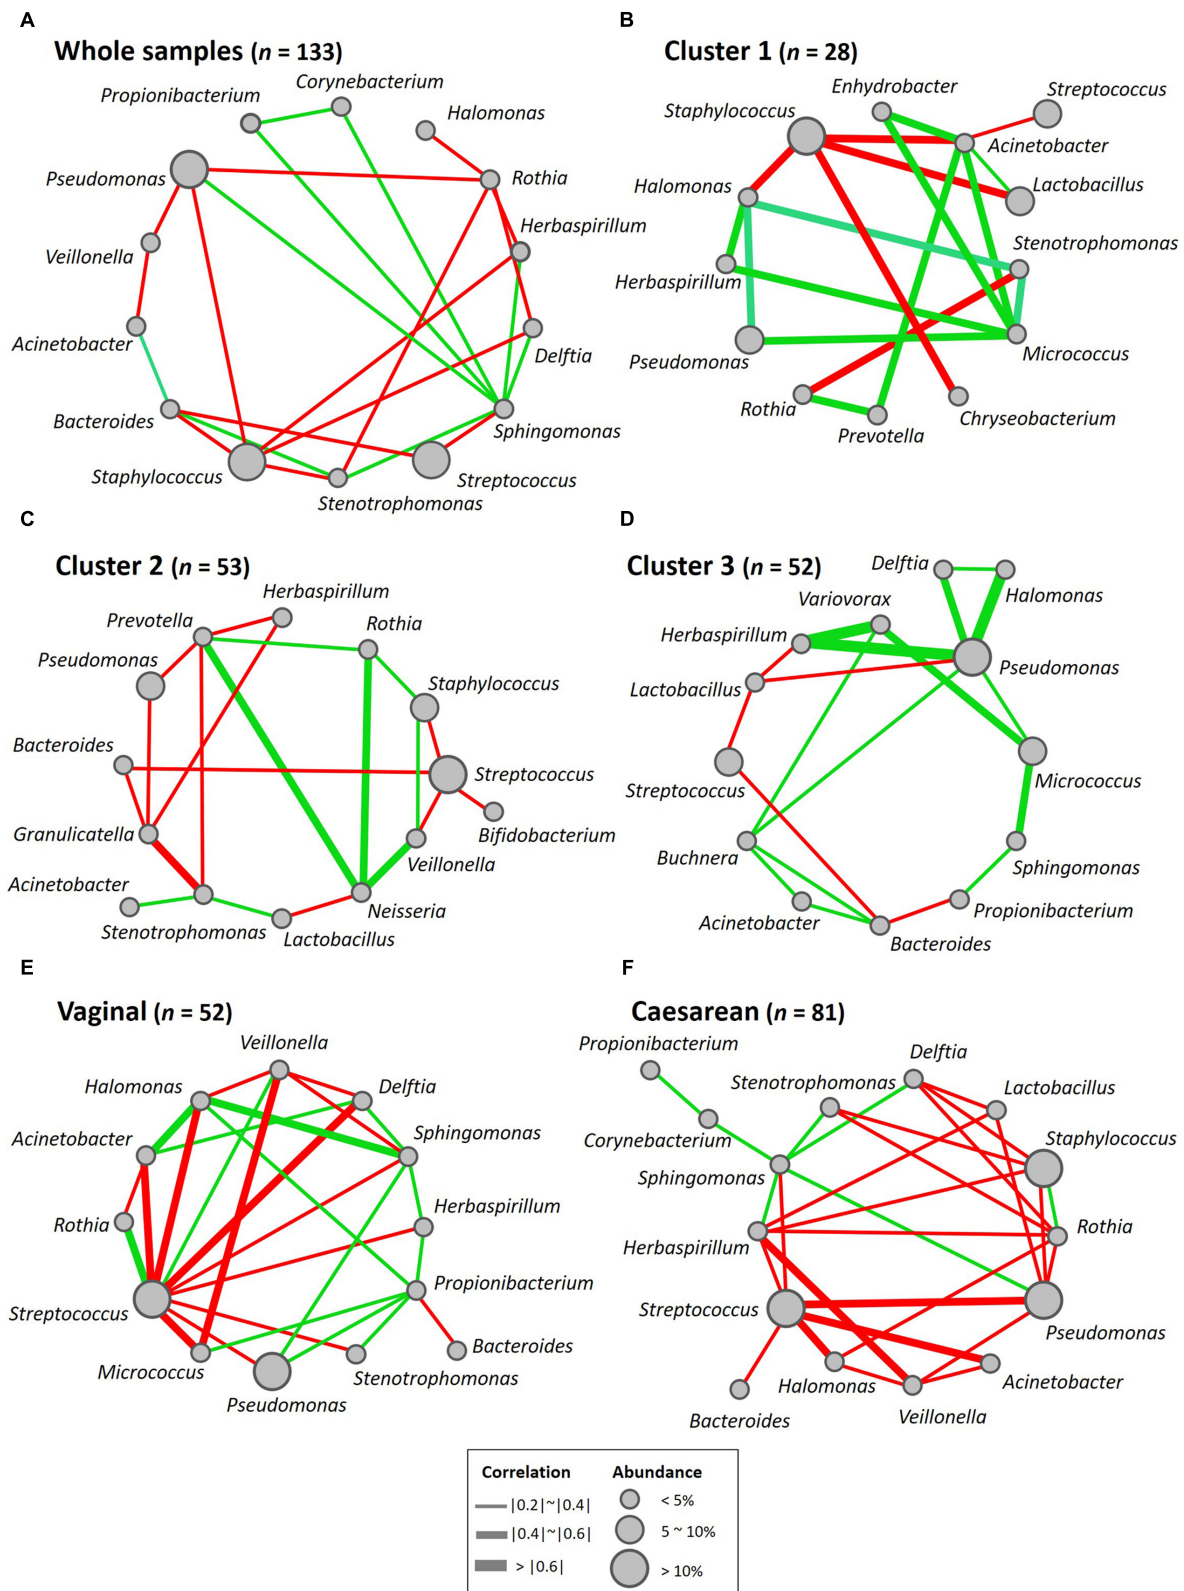 A
Whole samples (n = 133)
Corynebacterium
Propionibacterium
Halomonas
Pseudomonas
Rothia
Herbaspirillum
Veillonella
Acinetobacter
Delftia
Bacteroides
Sphingomonas
Staphylococcus
Streptococcus
Stenotrophomonas
B
Cluster 1 (n = 28)
Enhydrobacter
Streptococcus
Staphylococcus
Acinetobacter
Halomonas
Lactobacillus
Stenotrophomonas
Herbaspirillum
Pseudomonas
Micrococcus
Rothia
Prevotella
Chryseobacterium
C
Cluster 2 (n = 53)
Herbaspirillum
Prevotella
Rothia
Pseudomonas
Staphylococcus
Bacteroides
Streptococcus
Granulicatella
Bifidobacterium
Veillonella
Acinetobacter
Neisseria
Stenotrophomonas
Lactobacillus
D
Cluster 3 (n = 52)
Delftia
Halomonas
Variovorax
Herbaspirillum
Pseudomonas
Lactobacillus
Micrococcus
Streptococcus
Buchnera
Sphingomonas
Acinetobacter
Propionibacterium
Bacteroides
E
Vaginal (n = 52)
Veillonella
Halomonas
Delftia
Acinetobacter
Sphingomonas
Herbaspirillum
Rothia
Propionibacterium
Streptococcus
Bacteroides
Micrococcus
Stenotrophomonas
Pseudomonas
F
Caesarean (n = 81)
Propionibacterium
Delftia
Stenotrophomonas
Lactobacillus
Corynebacterium
Staphylococcus
Sphingomonas
Rothia
Herbaspirillum
Streptococcus
Pseudomonas
Halomonas
Acinetobacter
Bacteroides
Veillonella
Correlation
|0.2|~|0.4|
|0.4|~|0.6|
> |0.6|
Abundance
< 5%
5 ~ 10%
> 10%